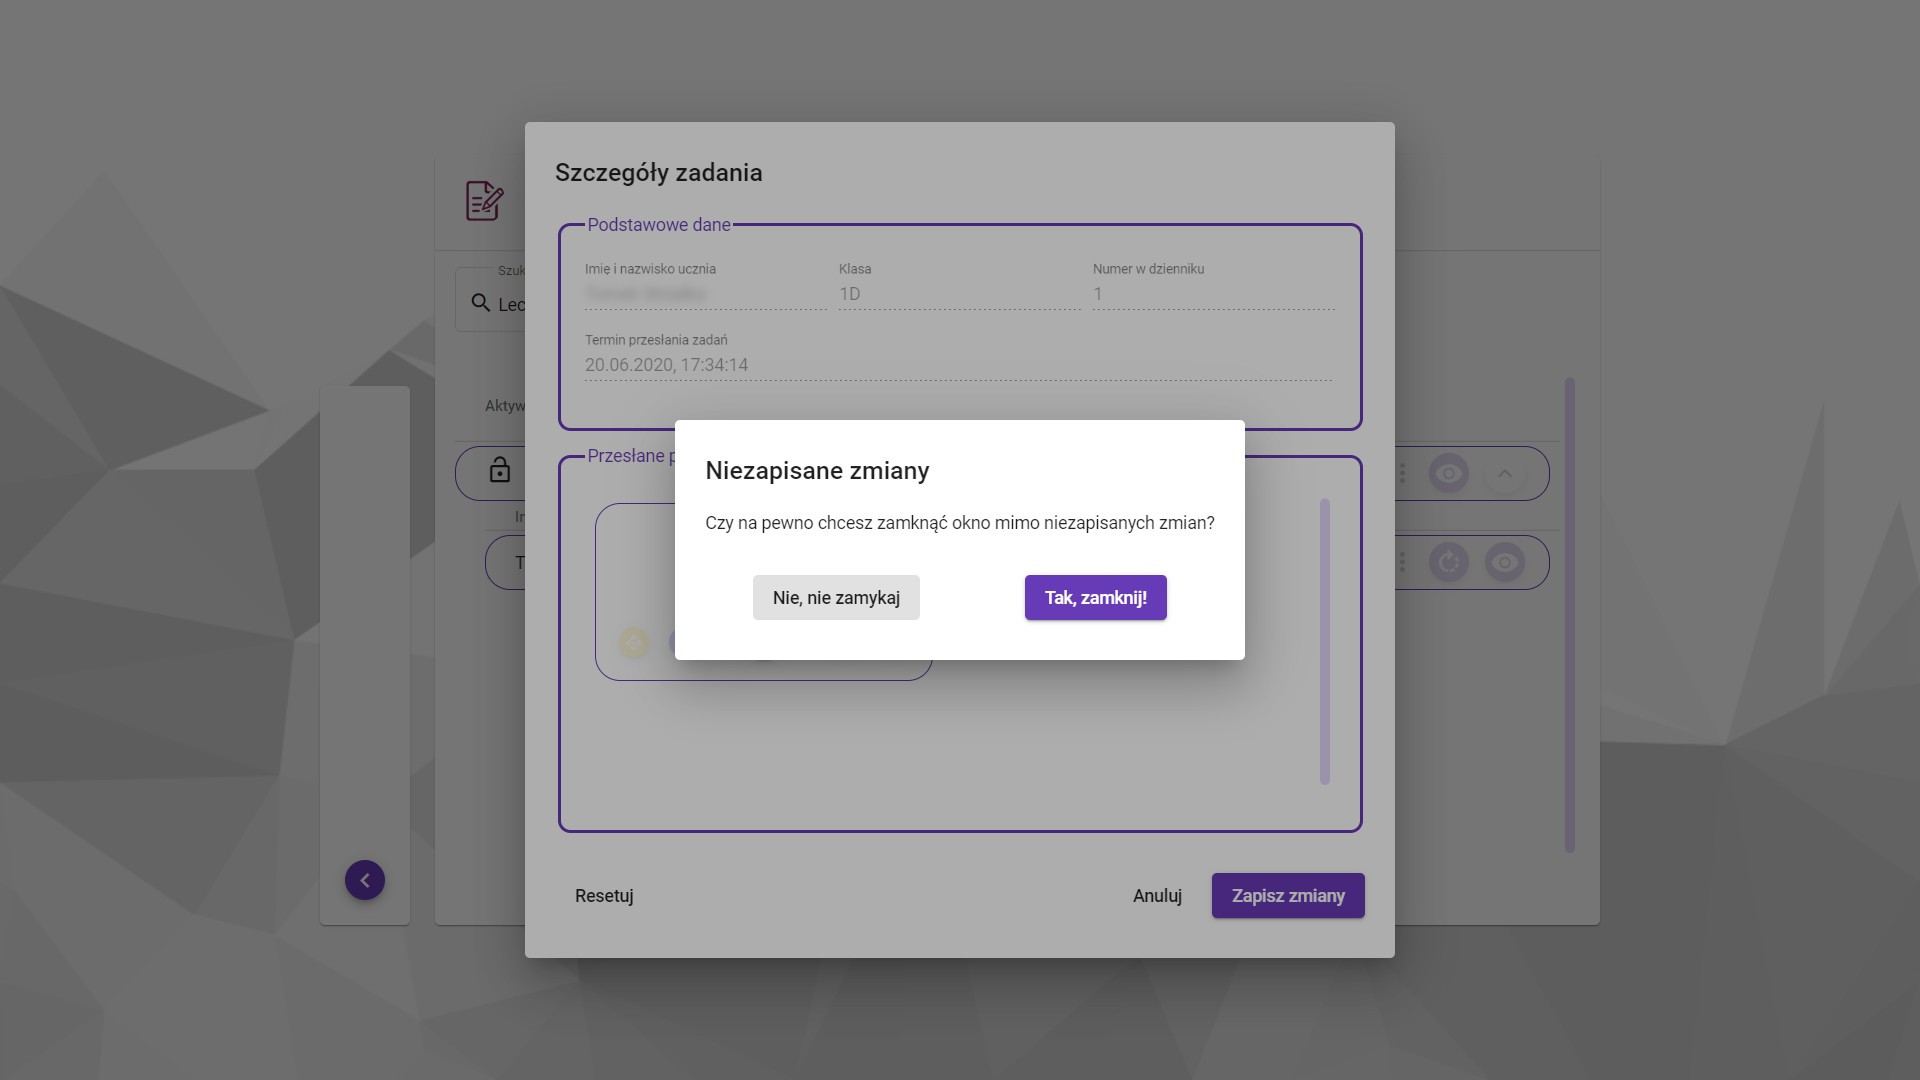 Szczegóły zadania
Podstawowe dane
Imię i nazwisko ucznia Klasa Numer w dzienniku
1D 1
Termin przesłania zadań
20.06.2020, 17:34:14
Szuk
Lec
Aktyw
Przesłane p
In
T
Niezapisane zmiany
Czy na pewno chcesz zamknąć okno mimo niezapisanych zmian?
Nie, nie zamykaj Tak, zamknij!
Resetuj Anuluj Zapisz zmiany